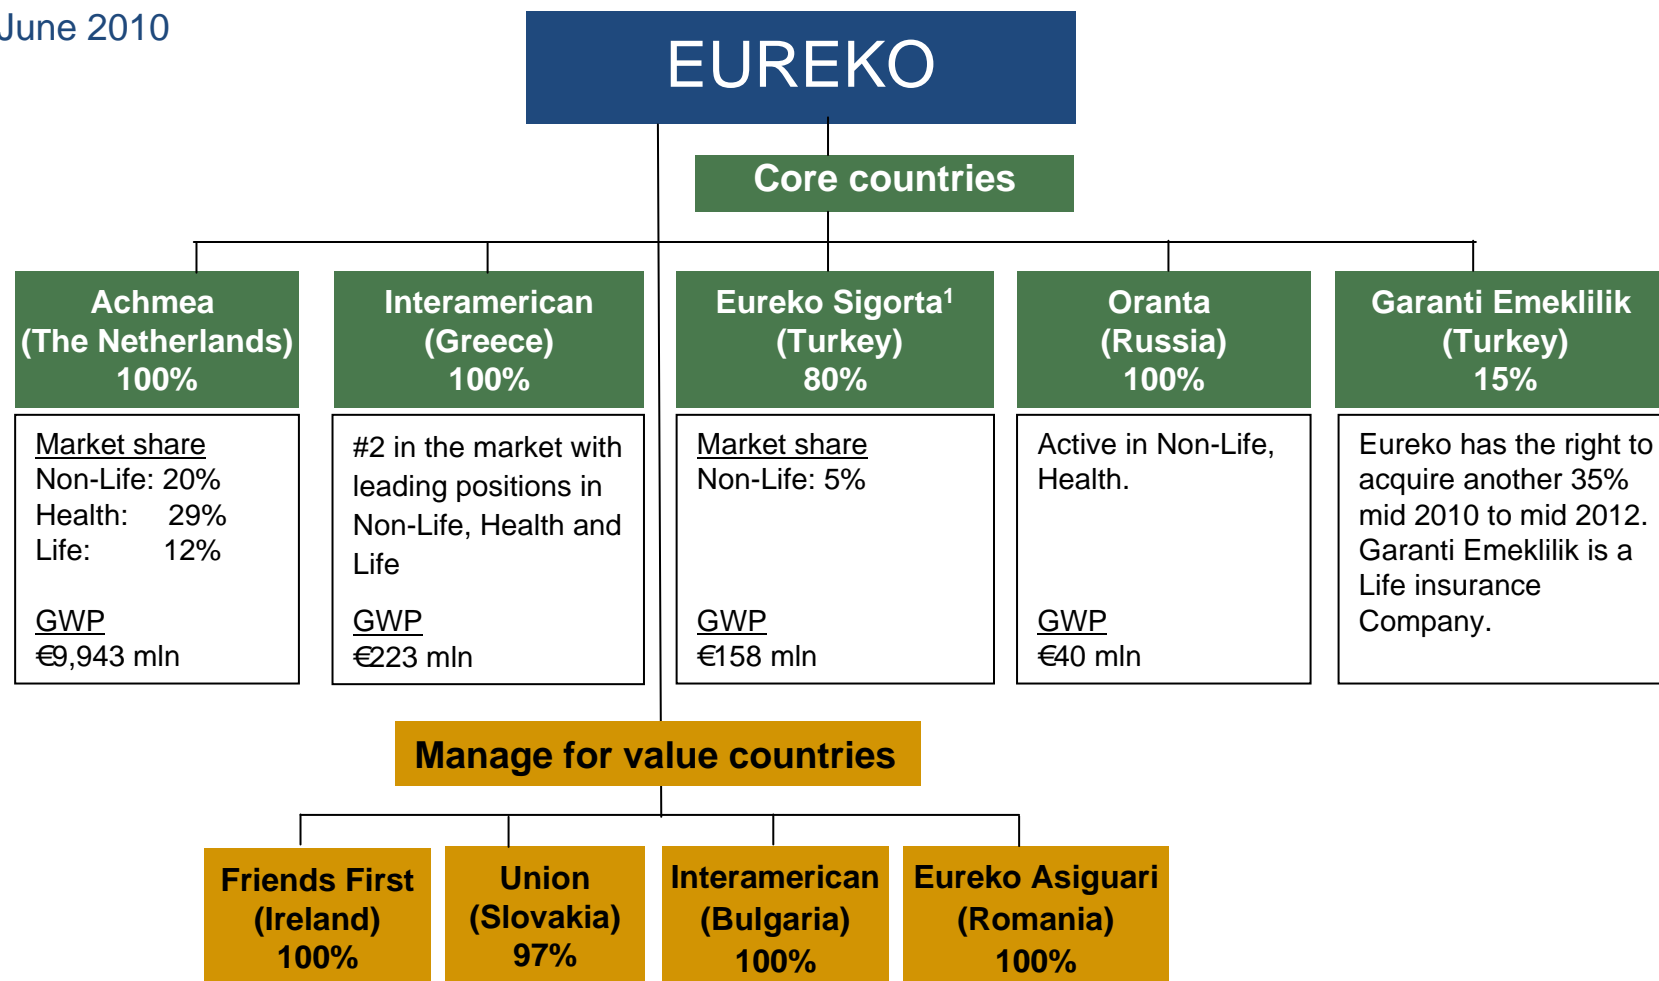 June 2010
EUREKO
Core countries
Achmea
(The Netherlands)
100%
Interamerican
(Greece)
100%
Eureko Sigorta¹
(Turkey)
80%
Oranta
(Russia)
100%
Garanti Emeklilik
(Turkey)
15%
Market share
Non-Life: 20%
Health: 29%
Life: 12%
GWP
€9,943 mln
#2 in the market with
leading positions in
Non-Life, Health and
Life
GWP
€223 mln
Market share
Non-Life: 5%
GWP
€158 mln
Active in Non-Life,
Health.
GWP
€40 mln
Eureko has the right to
acquire another 35%
mid 2010 to mid 2012.
Garanti Emeklilik is a
Life insurance
Company.
Manage for value countries
Friends First
(Ireland)
100%
Union
(Slovakia)
97%
Interamerican
(Bulgaria)
100%
Eureko Asiguari
(Romania)
100%